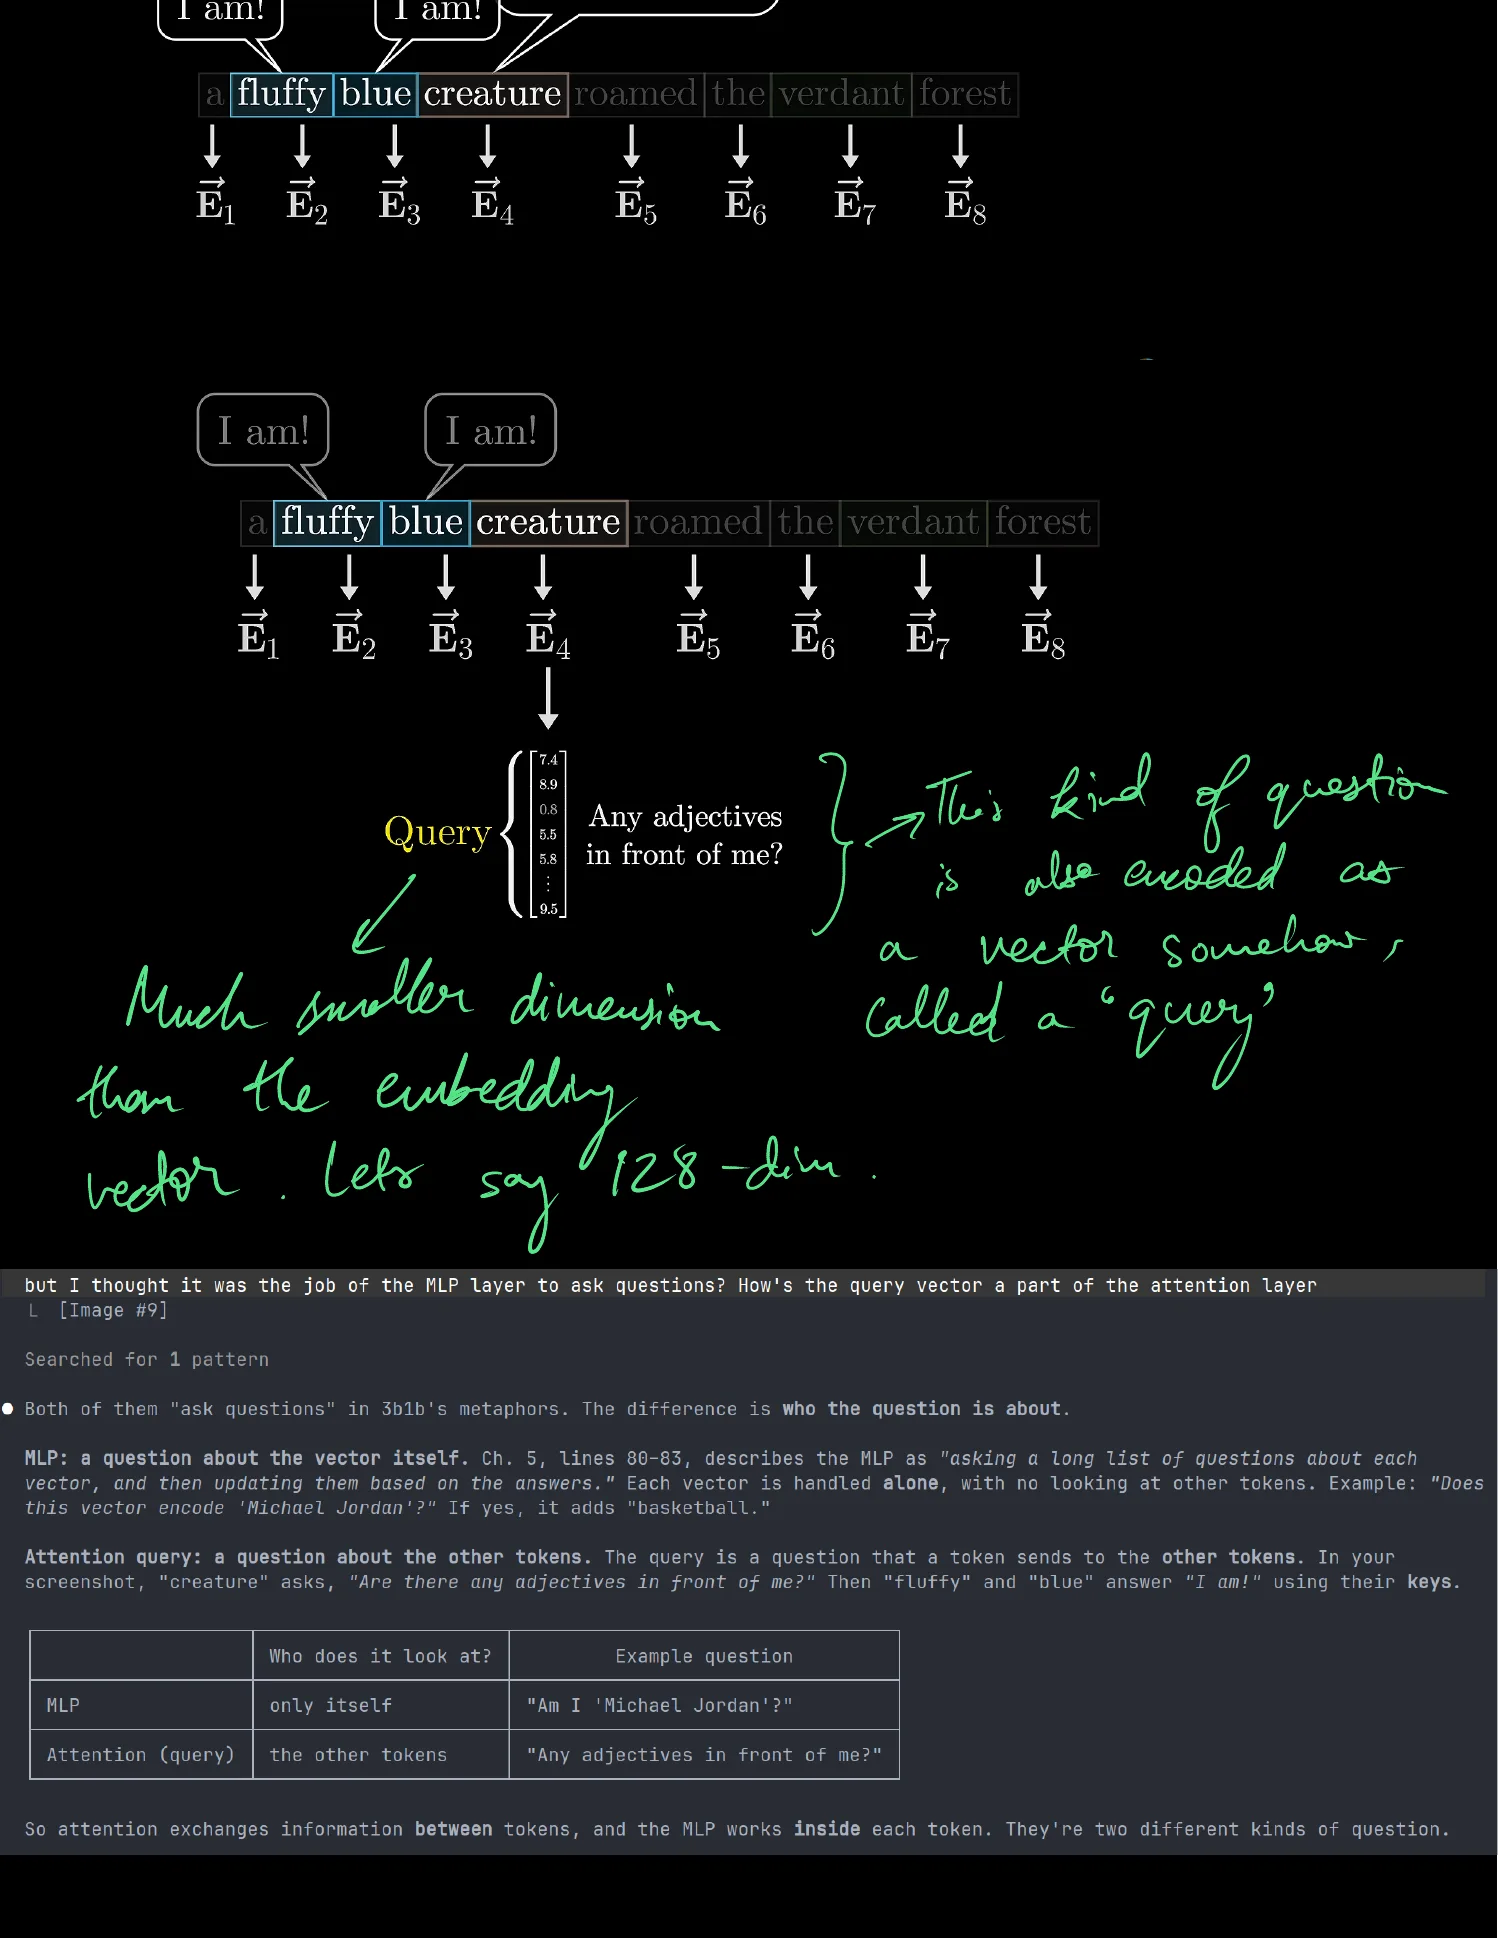 I am!
I am!
a fluffy blue creature roamed the verdant forest
E₁ E₂ E₃ E₄ E₅ E₆ E₇ E₈
I am!
I am!
a fluffy blue creature roamed the verdant forest
E₁ E₂ E₃ E₄ E₅ E₆ E₇ E₈
Query
7.4
8.9
0.8
5.5
5.8
⋮
9.5
Any adjectives
in front of me?
This kind of question
is also encoded as
a vector somehow,
called a 'query'
Much smaller dimension
than the embedding
vector. Lets say 128-dim.
but I thought it was the job of the MLP layer to ask questions? How's the query vector a part of the attention layer
└ [Image #9]
Searched for 1 pattern
● Both of them "ask questions" in 3b1b's metaphors. The difference is who the question is about.
MLP: a question about the vector itself. Ch. 5, lines 80-83, describes the MLP as "asking a long list of questions about each
vector, and then updating them based on the answers." Each vector is handled alone, with no looking at other tokens. Example: "Does
this vector encode 'Michael Jordan'?" If yes, it adds "basketball."
Attention query: a question about the other tokens. The query is a question that a token sends to the other tokens. In your
screenshot, "creature" asks, "Are there any adjectives in front of me?" Then "fluffy" and "blue" answer "I am!" using their keys.
Who does it look at? Example question
MLP only itself "Am I 'Michael Jordan'?"
Attention (query) the other tokens "Any adjectives in front of me?"
So attention exchanges information between tokens, and the MLP works inside each token. They're two different kinds of question.